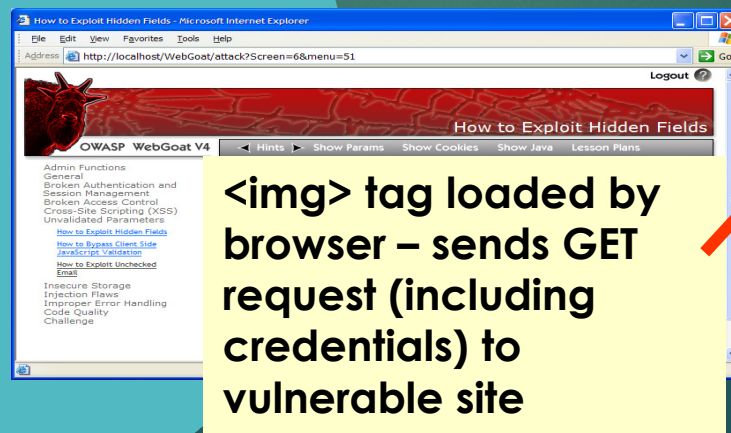 How to Exploit Hidden Fields - Microsoft Internet Explorer
File Edit View Favorites Tools Help
Address http://localhost/WebGoat/attack?Screen=6&menu=51 Go
Logout ?
How to Exploit Hidden Fields
OWASP WebGoat V4 Hints Show Params Show Cookies Show Java Lesson Plans
Admin Functions
General
Broken Authentication and
Session Management
Broken Access Control
Cross-Site Scripting (XSS)
Unvalidated Parameters
How to Exploit Hidden Fields
How to Bypass Client Side
JavaScript Validation
How to Exploit Unchecked
Email
Insecure Storage
Injection Flaws
Improper Error Handling
Code Quality
Challenge
<img> tag loaded by
browser – sends GET
request (including
credentials) to
vulnerable site